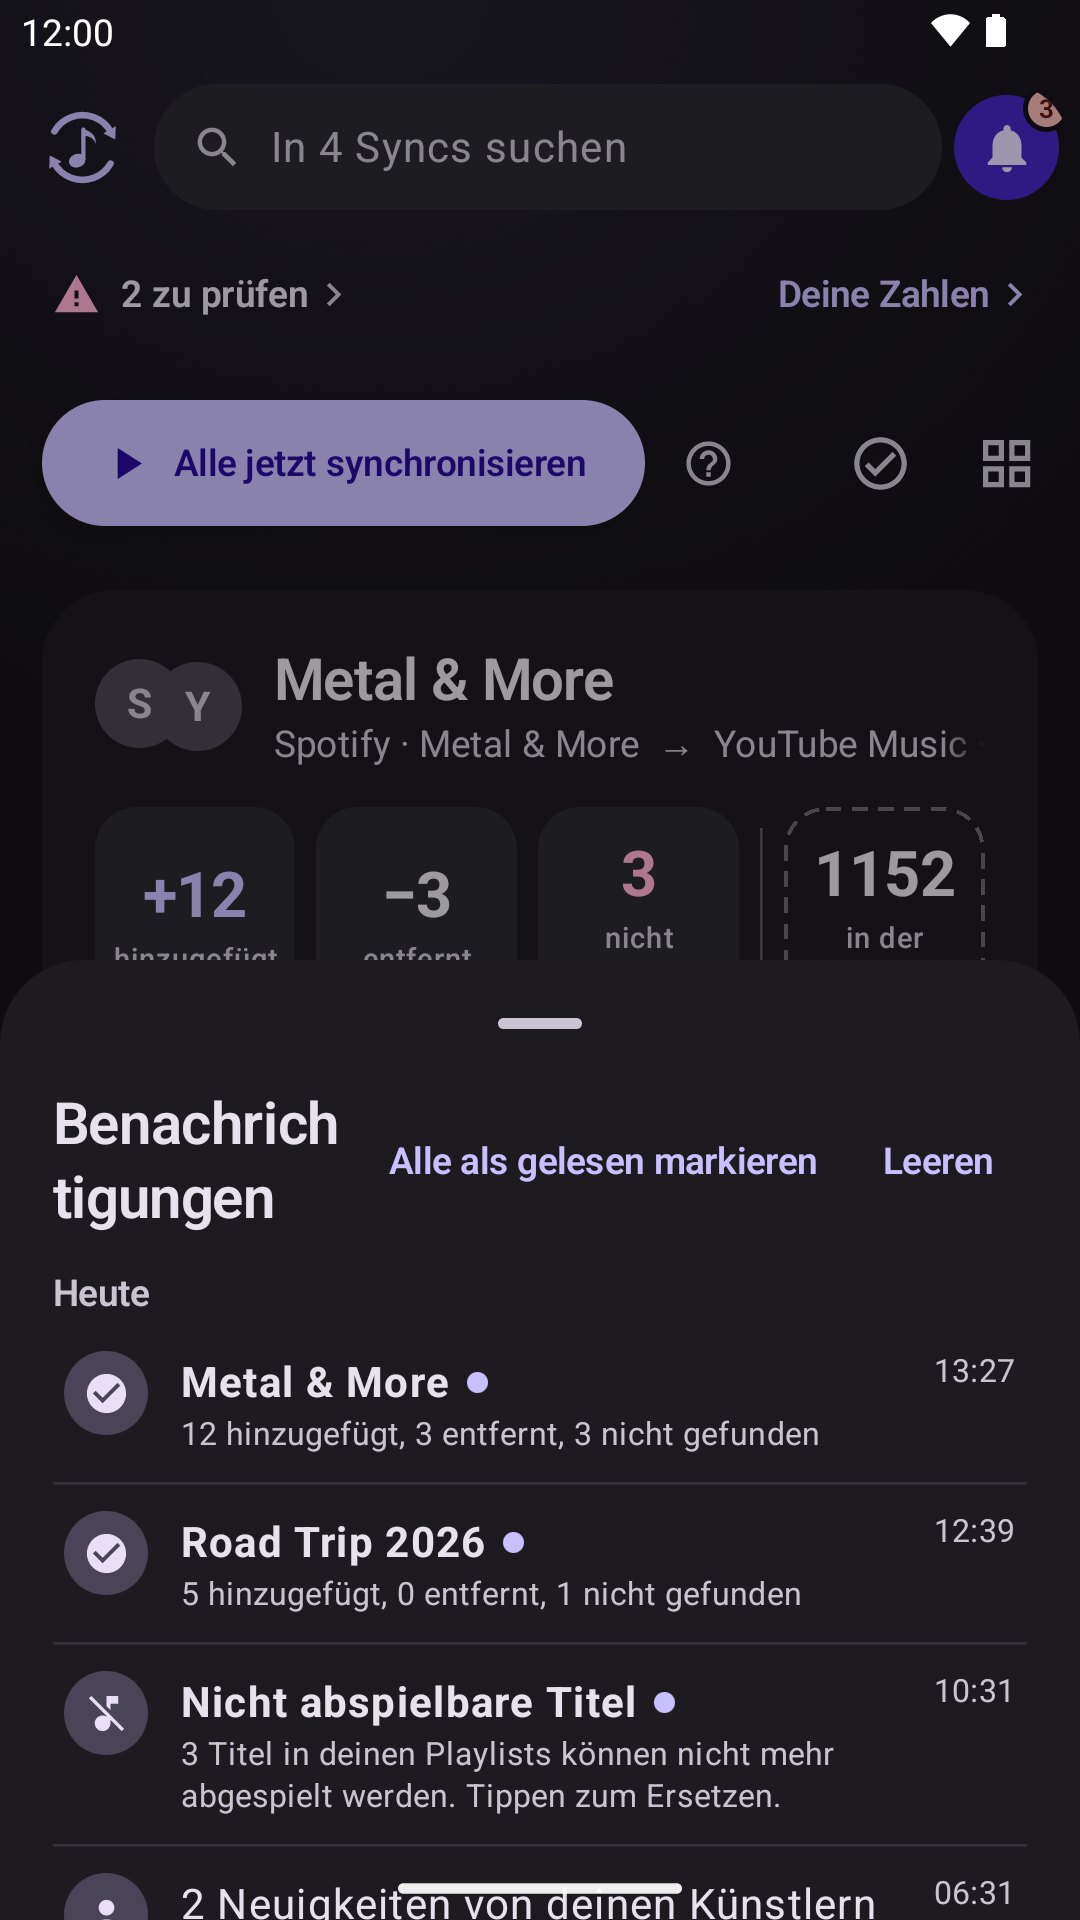 12:00
In 4 Syncs suchen
3
2 zu prüfen
Deine Zahlen
Alle jetzt synchronisieren
S Y
Metal & More
Spotify · Metal & More → YouTube Music
+12
hinzugefügt
−3
entfernt
3
nicht
1152
in der
Benachrich
tigungen
Alle als gelesen markieren
Leeren
Heute
Metal & More
13:27
12 hinzugefügt, 3 entfernt, 3 nicht gefunden
Road Trip 2026
12:39
5 hinzugefügt, 0 entfernt, 1 nicht gefunden
Nicht abspielbare Titel
10:31
3 Titel in deinen Playlists können nicht mehr
abgespielt werden. Tippen zum Ersetzen.
2 Neuigkeiten von deinen Künstlern
06:31